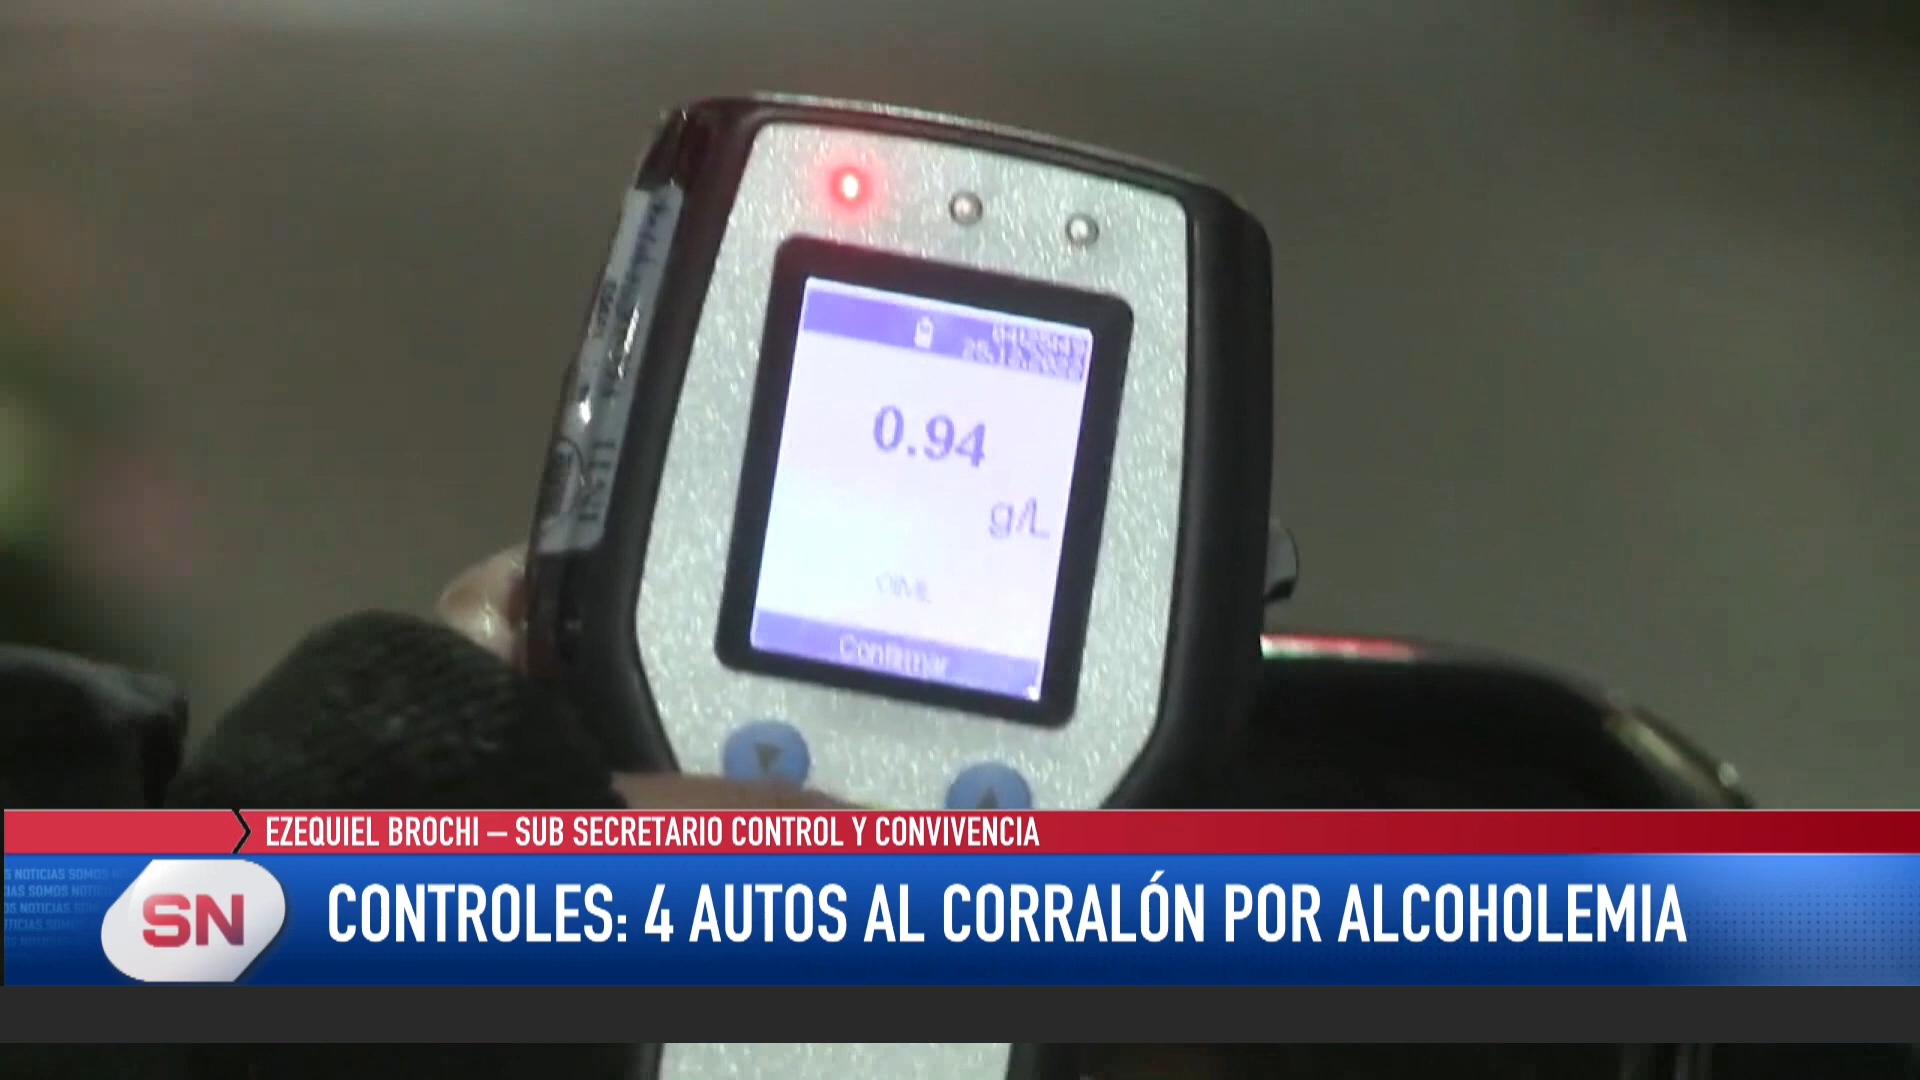 0.94
g/L
Confirmar
EZEQUIEL BROCHI – SUB SECRETARIO CONTROL Y CONVIVENCIA
SN
CONTROLES: 4 AUTOS AL CORRALÓN POR ALCOHOLEMIA